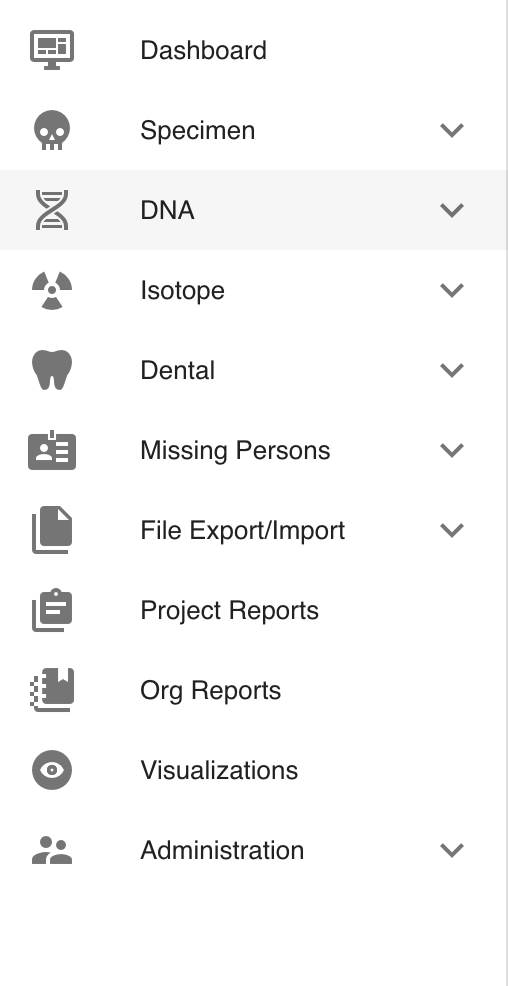 Dashboard
Specimen
DNA
Isotope
Dental
Missing Persons
File Export/Import
Project Reports
Org Reports
Visualizations
Administration